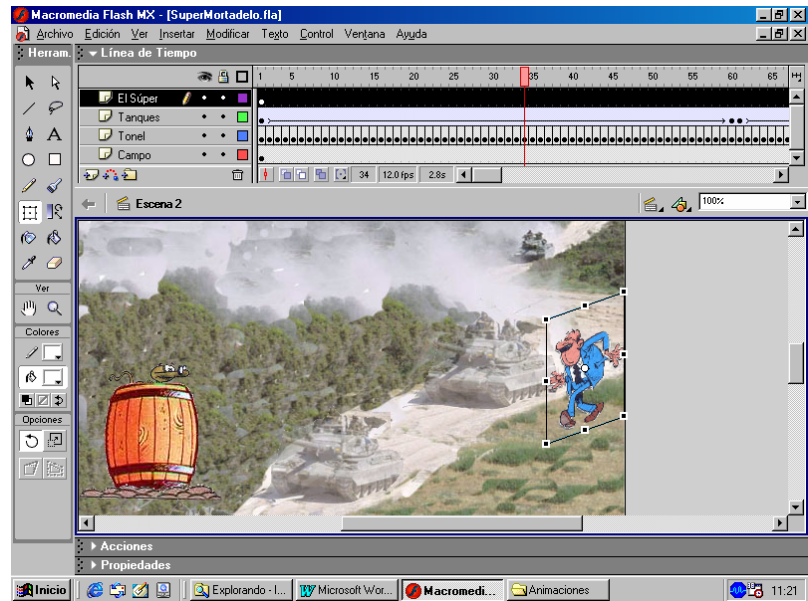 Macromedia Flash MX - [SuperMortadelo.fla]
Archivo Edición Ver Insertar Modificar Texto Control Ventana Ayuda
Herram. Línea de Tiempo
1 5 10 15 20 25 30 35 40 45 50 55 60 65
El Súper
Tanques
Tonel
Campo
34 12.0 fps 2.8s
Escena 2 100%
Ver
Colores
Opciones
Acciones
Propiedades
Inicio Explorando - I... Microsoft Wor... Macromedi... Animaciones 11:21